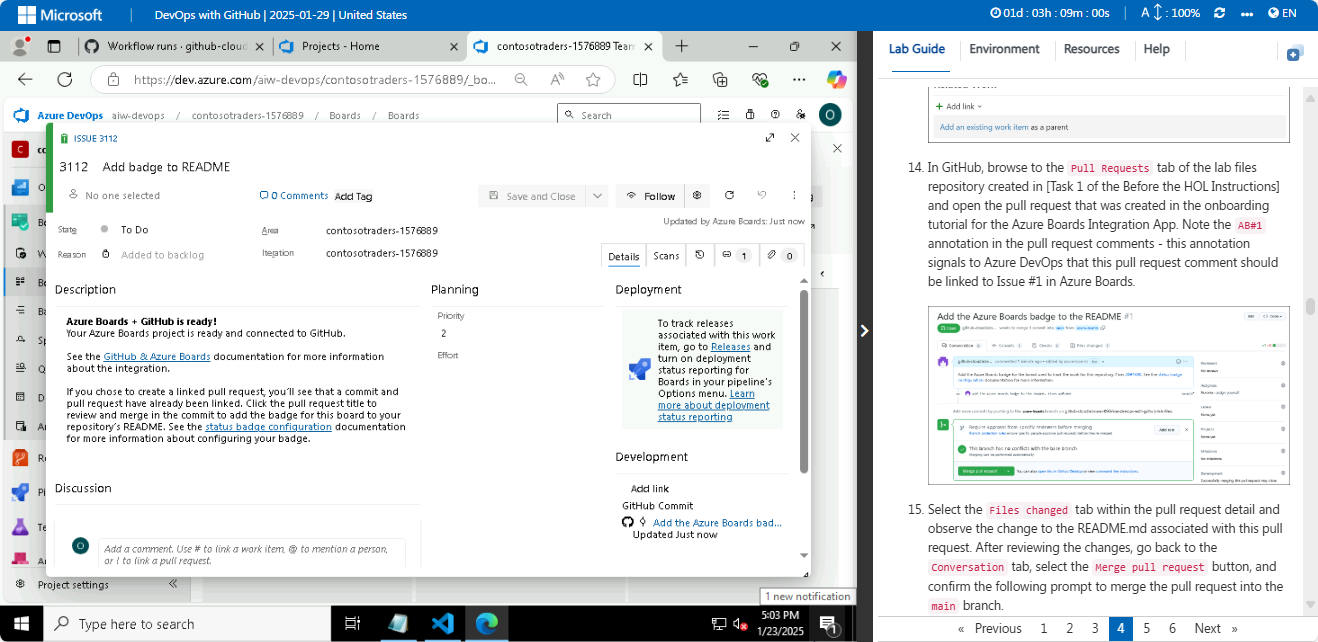 Microsoft
DevOps with GitHub | 2025-01-29 | United States
01d : 03h : 09m : 00s
A : 100%
EN
Workflow runs · github-clou
Projects - Home
contosotraders-1576889 Team
https://dev.azure.com/aiw-devops/contosotraders-1576889/_bo...
Azure DevOps aiw-devops / contosotraders-1576889 / Boards / Boards
Search
O
ISSUE 3112
3112 Add badge to README
No one selected
0 Comments
Add Tag
Save and Close
Follow
Updated by Azure Boards: Just now
State
To Do
Area
contosotraders-1576889
Reason
Added to backlog
Iteration
contosotraders-1576889
Details
Scans
1
0
Description
Azure Boards + GitHub is ready!
Your Azure Boards project is ready and connected to GitHub.
See the GitHub & Azure Boards documentation for more information
about the integration.
If you chose to create a linked pull request, you'll see that a commit and
pull request have already been linked. Click the pull request title to
review and merge in the commit to add the badge for this board to your
repository's README. See the status badge configuration documentation
for more information about configuring your badge.
Discussion
O
Add a comment. Use # to link a work item, @ to mention a person,
or ! to link a pull request.
Planning
Priority
2
Effort
Deployment
To track releases
associated with this work
item, go to Releases and
turn on deployment
status reporting for
Boards in your pipeline's
Options menu. Learn
more about deployment
status reporting
Development
Add link
GitHub Commit
Add the Azure Boards bad...
Updated Just now
Project settings
1 new notification
Type here to search
5:03 PM
1/23/2025
1
Lab Guide
Environment
Resources
Help
Add link
Add an existing work item as a parent
14. In GitHub, browse to the Pull Requests tab of the lab files
repository created in [Task 1 of the Before the HOL Instructions]
and open the pull request that was created in the onboarding
tutorial for the Azure Boards Integration App. Note the AB#1
annotation in the pull request comments - this annotation
signals to Azure DevOps that this pull request comment should
be linked to Issue #1 in Azure Boards.
Add the Azure Boards badge to the README #1
Require approval from specific reviewers before merging
This branch has no conflicts with the base branch
Merge pull request
15. Select the Files changed tab within the pull request detail and
observe the change to the README.md associated with this pull
request. After reviewing the changes, go back to the
Conversation tab, select the Merge pull request button, and
confirm the following prompt to merge the pull request into the
main branch.
« Previous 1 2 3 4 5 6 Next »